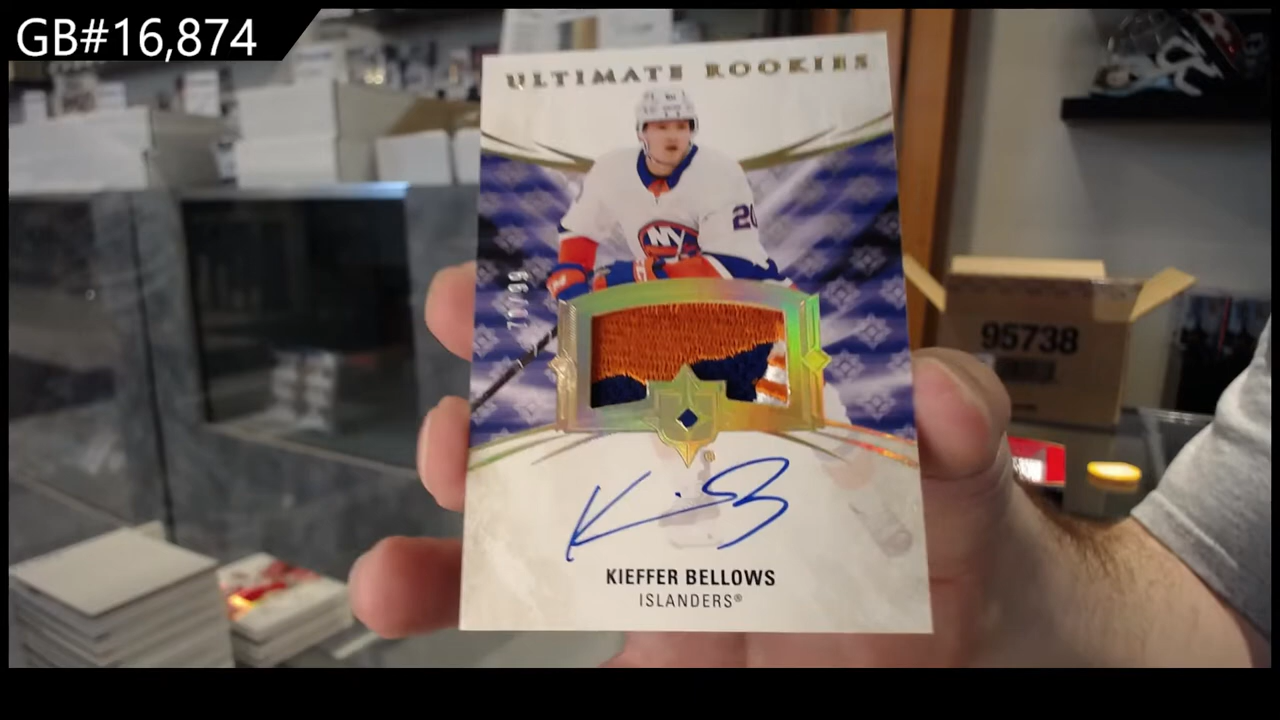 GB#16,874
ULTIMATE ROOKIES
20
NY
95738
KIEFFER BELLOWS
ISLANDERS®